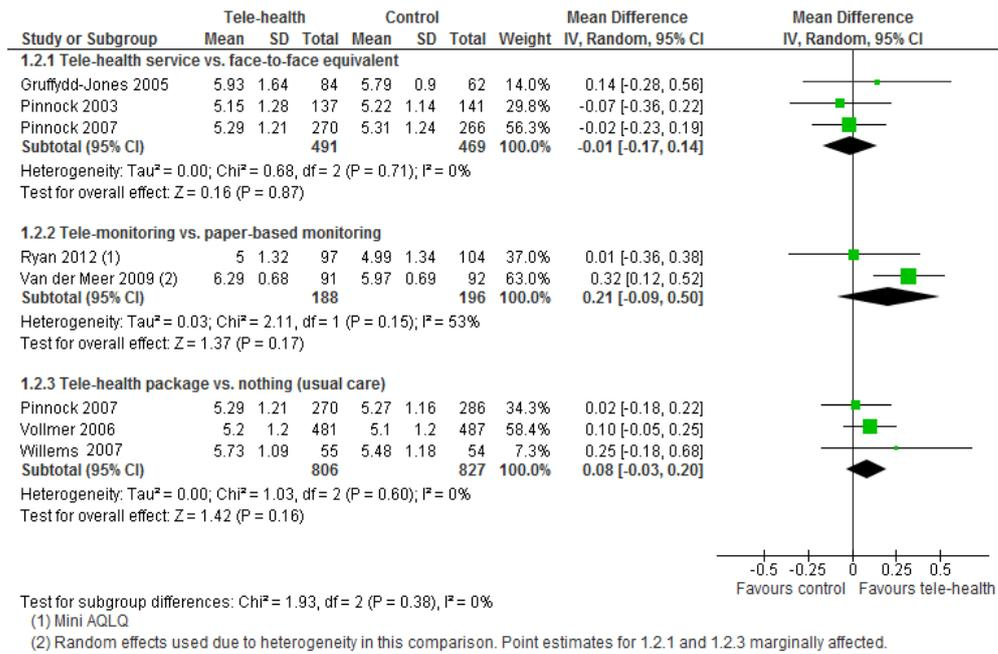 Tele-health Control Mean Difference Mean Difference
Study or Subgroup Mean SD Total Mean SD Total Weight IV, Random, 95% CI IV, Random, 95% CI
1.2.1 Tele-health service vs. face-to-face equivalent
Gruffydd-Jones 2005 5.93 1.64 84 5.79 0.9 62 14.0% 0.14 [-0.28, 0.56]
Pinnock 2003 5.15 1.28 137 5.22 1.14 141 29.8% -0.07 [-0.36, 0.22]
Pinnock 2007 5.29 1.21 270 5.31 1.24 266 56.3% -0.02 [-0.23, 0.19]
Subtotal (95% CI) 491 469 100.0% -0.01 [-0.17, 0.14]
Heterogeneity: Tau² = 0.00; Chi² = 0.68, df = 2 (P = 0.71); I² = 0%
Test for overall effect: Z = 0.16 (P = 0.87)
1.2.2 Tele-monitoring vs. paper-based monitoring
Ryan 2012 (1) 5 1.32 97 4.99 1.34 104 37.0% 0.01 [-0.36, 0.38]
Van der Meer 2009 (2) 6.29 0.68 91 5.97 0.69 92 63.0% 0.32 [0.12, 0.52]
Subtotal (95% CI) 188 196 100.0% 0.21 [-0.09, 0.50]
Heterogeneity: Tau² = 0.03; Chi² = 2.11, df = 1 (P = 0.15); I² = 53%
Test for overall effect: Z = 1.37 (P = 0.17)
1.2.3 Tele-health package vs. nothing (usual care)
Pinnock 2007 5.29 1.21 270 5.27 1.16 286 34.3% 0.02 [-0.18, 0.22]
Vollmer 2006 5.2 1.2 481 5.1 1.2 487 58.4% 0.10 [-0.05, 0.25]
Willems 2007 5.73 1.09 55 5.48 1.18 54 7.3% 0.25 [-0.18, 0.68]
Subtotal (95% CI) 806 827 100.0% 0.08 [-0.03, 0.20]
Heterogeneity: Tau² = 0.00; Chi² = 1.03, df = 2 (P = 0.60); I² = 0%
Test for overall effect: Z = 1.42 (P = 0.16)
-0.5 -0.25 0 0.25 0.5
Favours control Favours tele-health
Test for subgroup differences: Chi² = 1.93, df = 2 (P = 0.38), I² = 0%
(1) Mini AQLQ
(2) Random effects used due to heterogeneity in this comparison. Point estimates for 1.2.1 and 1.2.3 marginally affected.